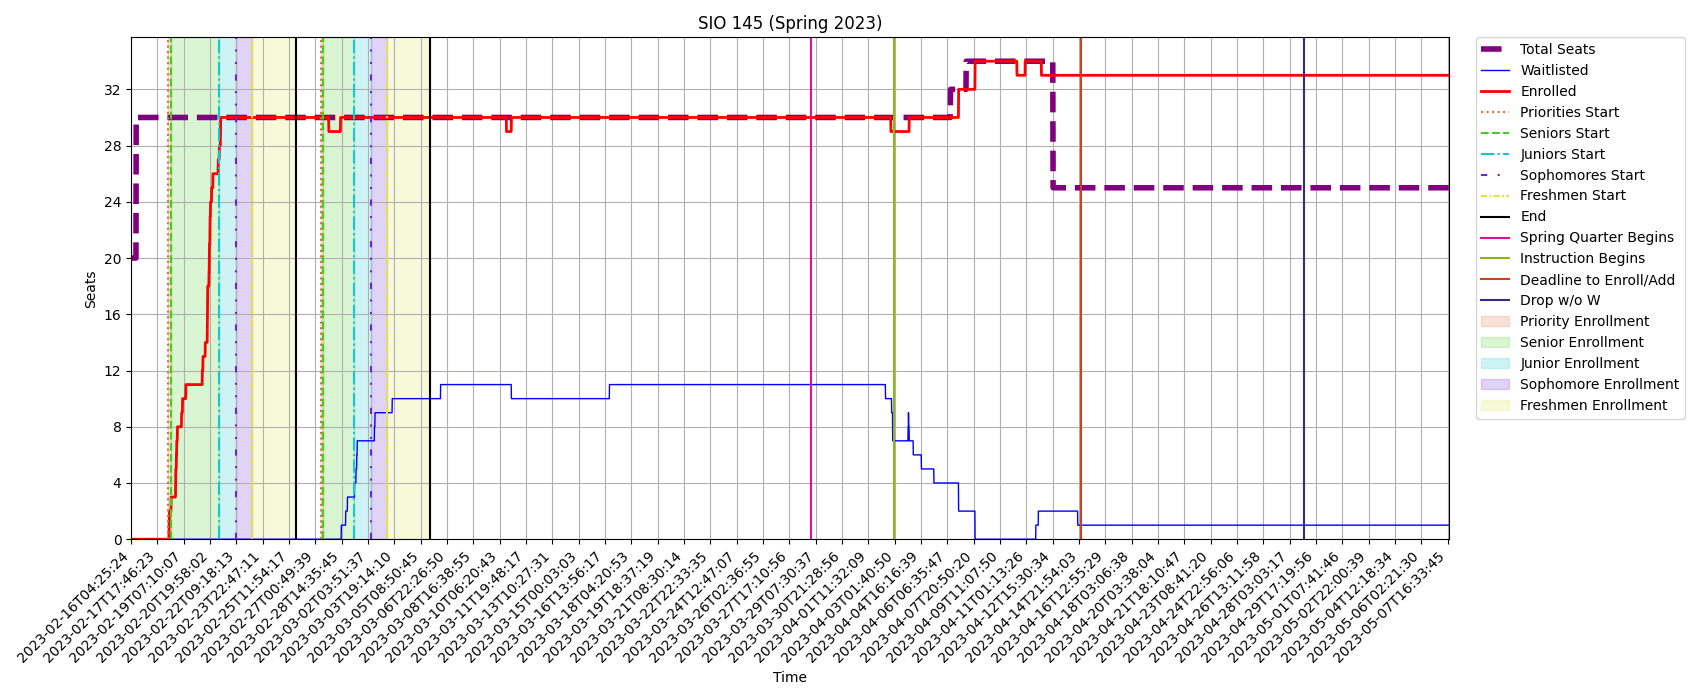 SIO 145 (Spring 2023)
Seats
32
28
24
20
16
12
8
4
0
2023-02-16T04:25:24
2023-02-17T17:46:23
2023-02-19T07:10:07
2023-02-20T19:58:02
2023-02-22T09:18:13
2023-02-23T22:47:11
2023-02-25T11:54:17
2023-02-27T00:49:39
2023-02-28T14:35:45
2023-03-02T03:51:37
2023-03-03T19:14:10
2023-03-05T08:50:45
2023-03-06T22:26:50
2023-03-08T16:38:55
2023-03-10T06:20:43
2023-03-11T19:48:17
2023-03-13T10:27:31
2023-03-15T00:03:03
2023-03-16T13:56:17
2023-03-18T04:20:53
2023-03-19T18:37:19
2023-03-21T08:30:14
2023-03-22T22:33:35
2023-03-24T12:47:07
2023-03-26T02:36:55
2023-03-27T17:10:56
2023-03-29T07:30:37
2023-03-30T21:28:56
2023-04-01T11:32:09
2023-04-03T01:40:50
2023-04-04T16:16:39
2023-04-06T06:35:47
2023-04-07T20:50:20
2023-04-09T11:07:50
2023-04-11T01:13:26
2023-04-12T15:30:34
2023-04-14T21:54:03
2023-04-16T12:55:29
2023-04-18T03:06:38
2023-04-20T03:38:04
2023-04-21T18:10:47
2023-04-23T08:41:20
2023-04-24T22:56:06
2023-04-26T13:11:58
2023-04-28T03:03:17
2023-04-29T17:19:56
2023-05-01T07:41:46
2023-05-02T22:00:39
2023-05-04T12:18:34
2023-05-06T02:21:30
2023-05-07T16:33:45
Time
Total Seats
Waitlisted
Enrolled
Priorities Start
Seniors Start
Juniors Start
Sophomores Start
Freshmen Start
End
Spring Quarter Begins
Instruction Begins
Deadline to Enroll/Add
Drop w/o W
Priority Enrollment
Senior Enrollment
Junior Enrollment
Sophomore Enrollment
Freshmen Enrollment